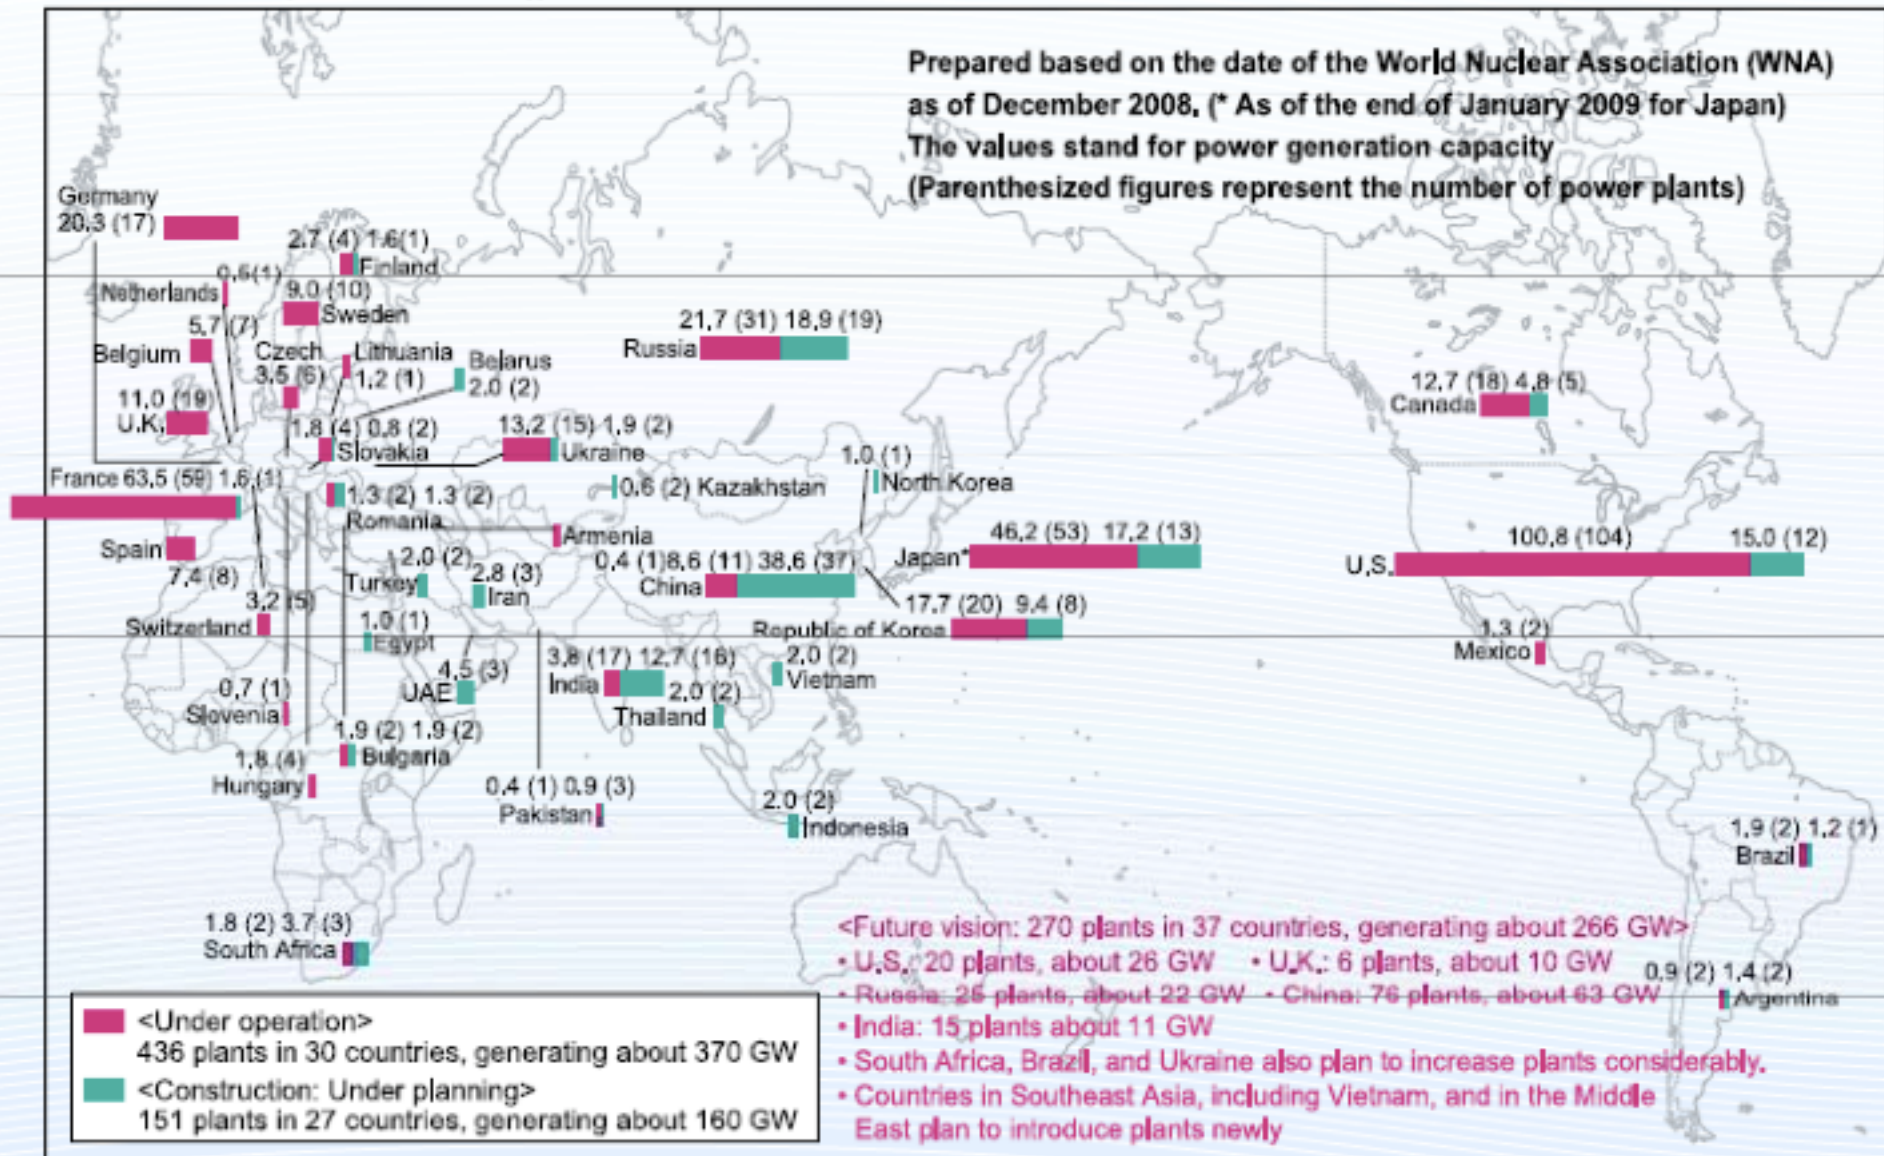 Prepared based on the date of the World Nuclear Association (WNA)
as of December 2008. (* As of the end of January 2009 for Japan)
The values stand for power generation capacity
(Parenthesized figures represent the number of power plants)
Germany
20.3 (17)
2.7 (4) 1.6(1)
Finland
0.5(1)
Netherlands
9.0 (10)
Sweden
5.7 (7)
Belgium
Czech
3.5 (6)
Lithuania
1.2 (1)
Belarus
2.0 (2)
21.7 (31) 18.9 (19)
Russia
12.7 (18) 4.8 (5)
Canada
11.0 (19)
U.K.
1.8 (4) 0.8 (2)
Slovakia
13.2 (15) 1.9 (2)
Ukraine
1.0 (1)
North Korea
France 63.5 (59) 1.6 (1)
1.3 (2) 1.3 (2)
Romania
0.6 (2) Kazakhstan
Armenia
0.4 (1)
Spain
7.4 (8)
2.0 (2)
Turkey
2.8 (3)
Iran
8.6 (11) 38.6 (37)
China
46.2 (53) 17.2 (13)
Japan*
100.8 (104) 15.0 (12)
U.S.
3.2 (5)
Switzerland
1.0 (1)
Egypt
17.7 (20) 9.4 (8)
Republic of Korea
1.3 (2)
Mexico
4.5 (3)
UAE
3.8 (17) 12.7 (16)
India
2.0 (2)
Vietnam
2.0 (2)
Thailand
0.7 (1)
Slovenia
1.9 (2) 1.9 (2)
Bulgaria
1.8 (4)
Hungary
0.4 (1) 0.9 (3)
Pakistan
2.0 (2)
Indonesia
1.9 (2) 1.2 (1)
Brazil
1.8 (2) 3.7 (3)
South Africa
0.9 (2) 1.4 (2)
Argentina
<Future vision: 270 plants in 37 countries, generating about 266 GW>
• U.S.: 20 plants, about 26 GW • U.K.: 6 plants, about 10 GW
• Russia: 25 plants, about 22 GW • China: 76 plants, about 63 GW
• India: 15 plants about 11 GW
• South Africa, Brazil, and Ukraine also plan to increase plants considerably.
• Countries in Southeast Asia, including Vietnam, and in the Middle
East plan to introduce plants newly
<Under operation>
436 plants in 30 countries, generating about 370 GW
<Construction: Under planning>
151 plants in 27 countries, generating about 160 GW